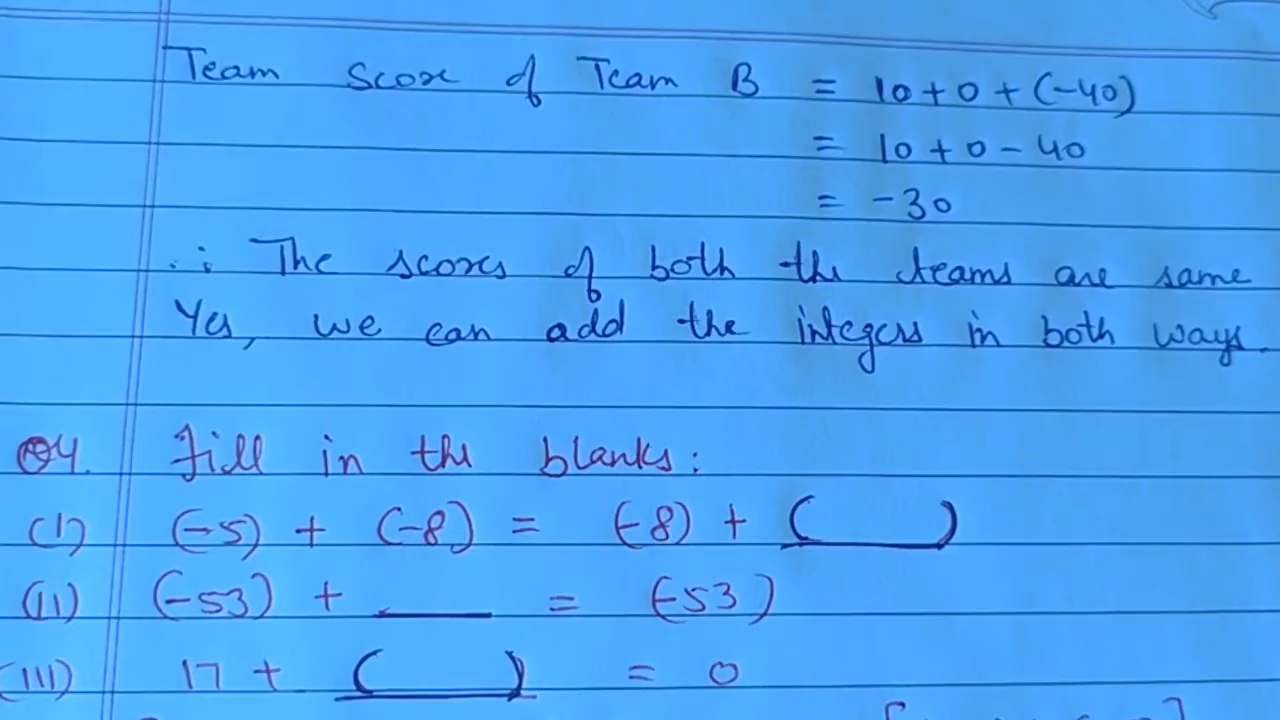 Team Score of Team B = 10+0+(-40)
= 10+0-40
= -30
∴ The scores of both the teams are same
Yes, we can add the integers in both ways.
Q4. Fill in the blanks:
(I) (-5) + (-8) = (-8) + (____)
(II) (-53) + ____ = (-53)
(III) 17 + (____) = 0